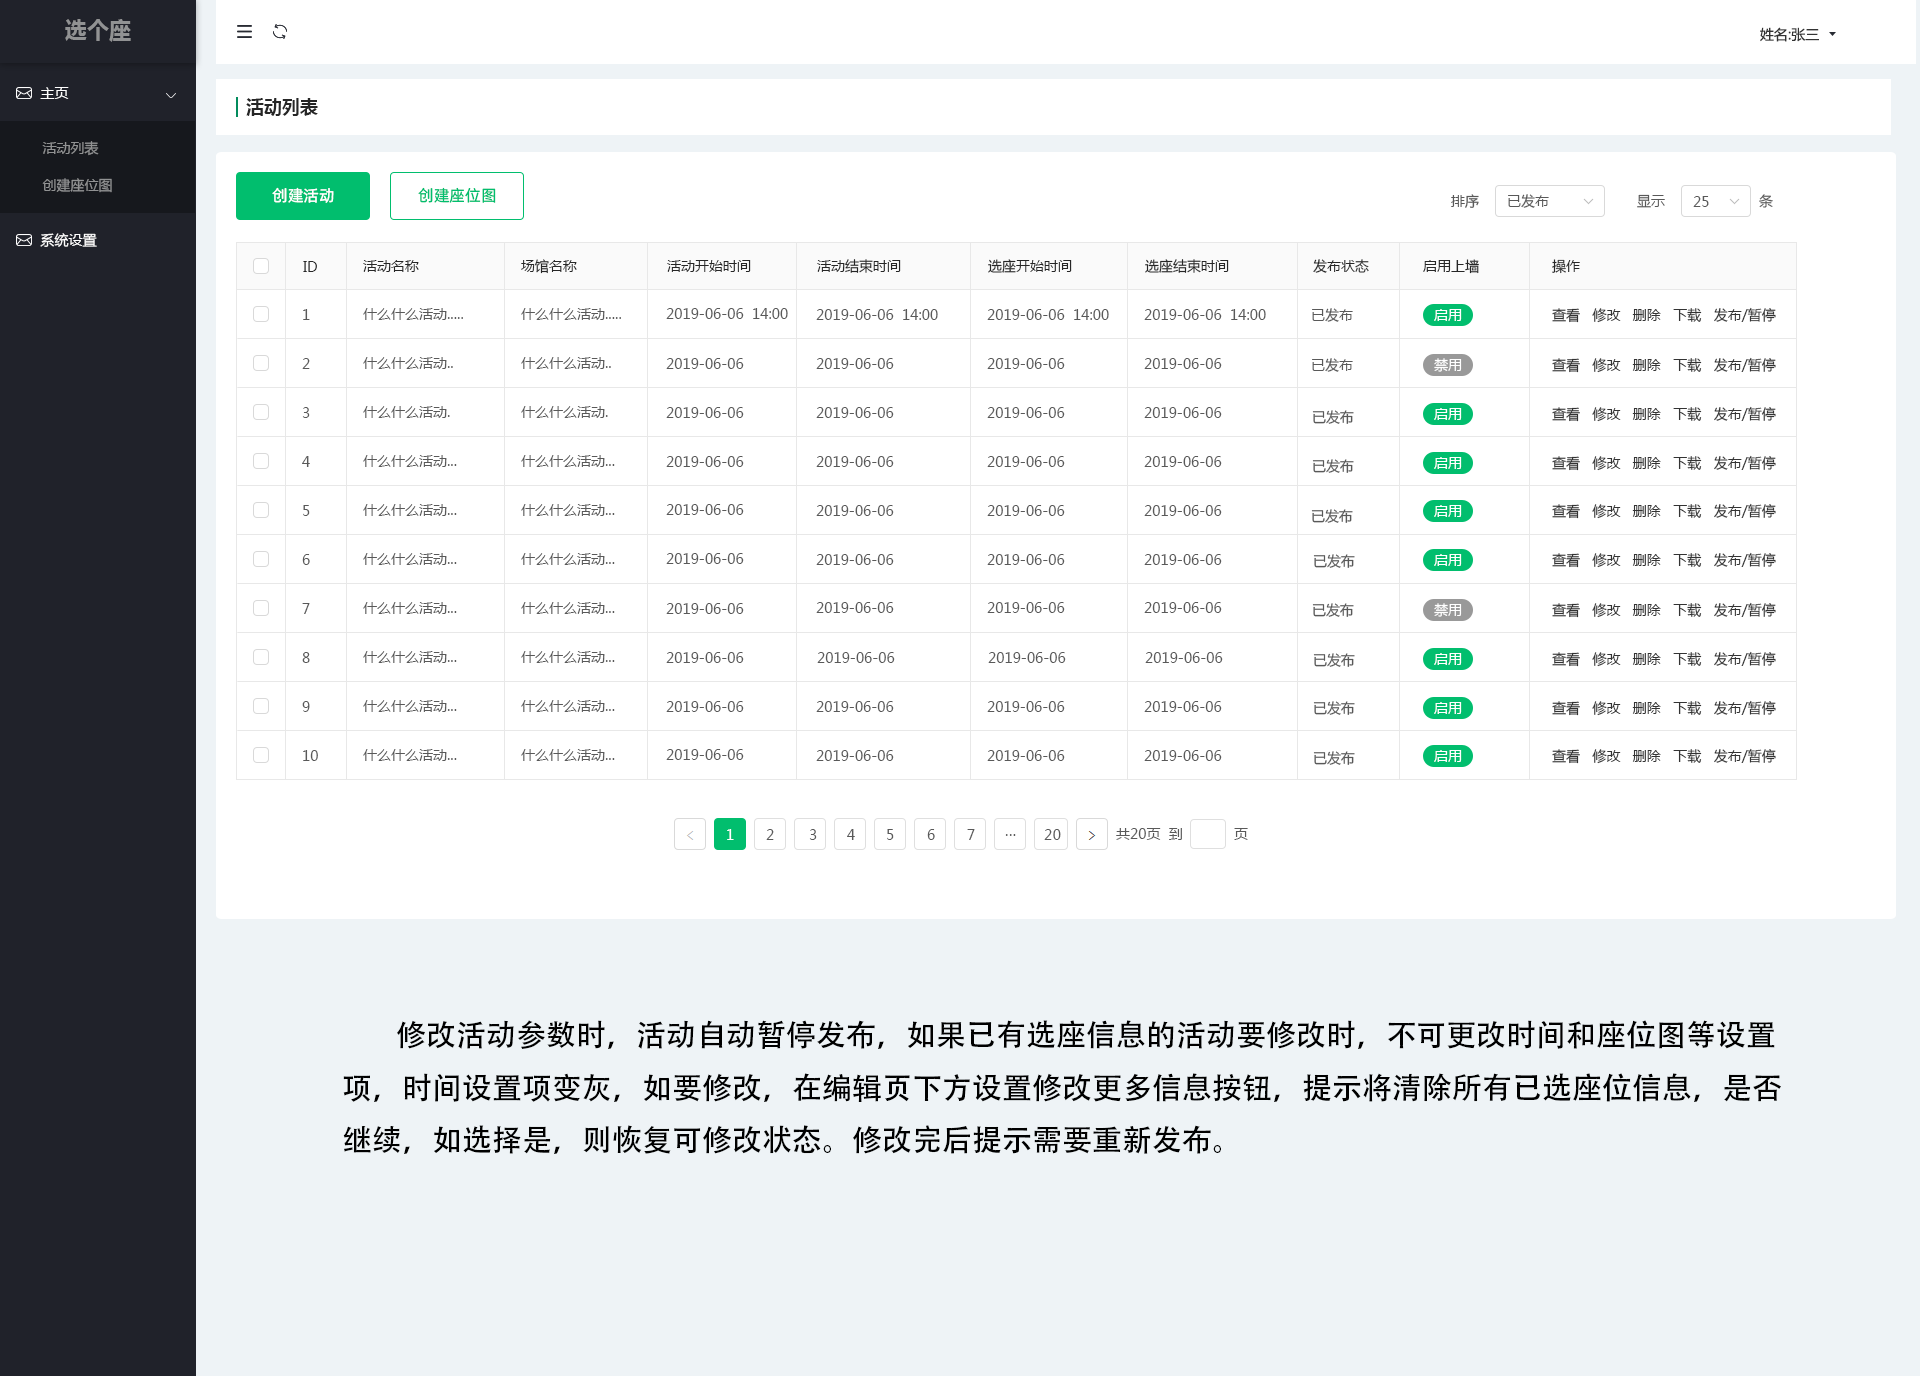 选个座
姓名:张三
主页
活动列表
创建座位图
系统设置
活动列表
创建活动 创建座位图 排序 已发布 显示 25 条
ID 活动名称 场馆名称 活动开始时间 活动结束时间 选座开始时间 选座结束时间 发布状态 启用上墙 操作
1 什么什么活动..... 什么什么活动..... 2019-06-06 14:00 2019-06-06 14:00 2019-06-06 14:00 2019-06-06 14:00 已发布 启用 查看 修改 删除 下载 发布/暂停
2 什么什么活动.. 什么什么活动.. 2019-06-06 2019-06-06 2019-06-06 2019-06-06 已发布 禁用 查看 修改 删除 下载 发布/暂停
3 什么什么活动. 什么什么活动. 2019-06-06 2019-06-06 2019-06-06 2019-06-06 已发布 启用 查看 修改 删除 下载 发布/暂停
4 什么什么活动... 什么什么活动... 2019-06-06 2019-06-06 2019-06-06 2019-06-06 已发布 启用 查看 修改 删除 下载 发布/暂停
5 什么什么活动... 什么什么活动... 2019-06-06 2019-06-06 2019-06-06 2019-06-06 已发布 启用 查看 修改 删除 下载 发布/暂停
6 什么什么活动... 什么什么活动... 2019-06-06 2019-06-06 2019-06-06 2019-06-06 已发布 启用 查看 修改 删除 下载 发布/暂停
7 什么什么活动... 什么什么活动... 2019-06-06 2019-06-06 2019-06-06 2019-06-06 已发布 禁用 查看 修改 删除 下载 发布/暂停
8 什么什么活动... 什么什么活动... 2019-06-06 2019-06-06 2019-06-06 2019-06-06 已发布 启用 查看 修改 删除 下载 发布/暂停
9 什么什么活动... 什么什么活动... 2019-06-06 2019-06-06 2019-06-06 2019-06-06 已发布 启用 查看 修改 删除 下载 发布/暂停
10 什么什么活动... 什么什么活动... 2019-06-06 2019-06-06 2019-06-06 2019-06-06 已发布 启用 查看 修改 删除 下载 发布/暂停
< 1 2 3 4 5 6 7 ··· 20 > 共20页 到 页
修改活动参数时，活动自动暂停发布，如果已有选座信息的活动要修改时，不可更改时间和座位图等设置
项，时间设置项变灰，如要修改，在编辑页下方设置修改更多信息按钮，提示将清除所有已选座位信息，是否
继续，如选择是，则恢复可修改状态。修改完后提示需要重新发布。